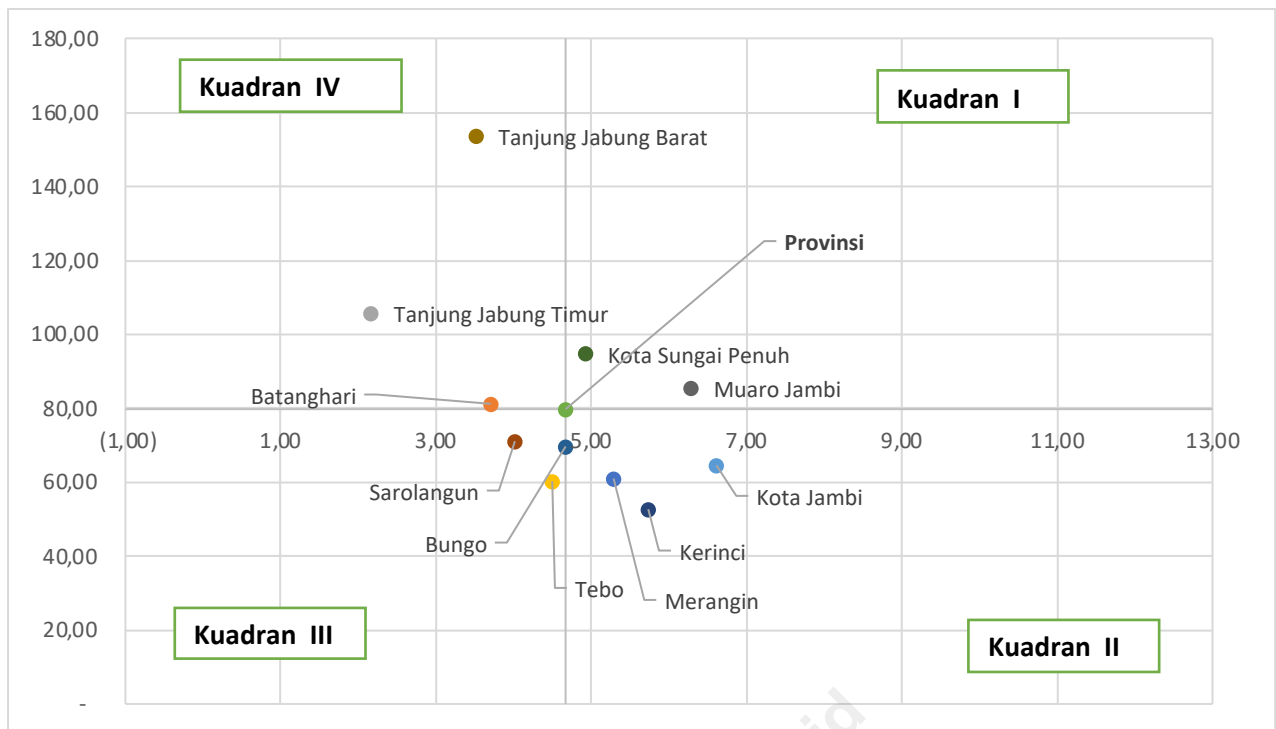 180,00
Kuadran IV
Kuadran I
160,00
Tanjung Jabung Barat
140,00
120,00
Provinsi
Tanjung Jabung Timur
100,00
Kota Sungai Penuh
Batanghari
Muaro Jambi
80,00
(1,00) 1,00 3,00 5,00 7,00 9,00 11,00 13,00
60,00
Sarolangun
Kota Jambi
Bungo
Kerinci
40,00
Tebo
Merangin
20,00
Kuadran III
Kuadran II
-
id